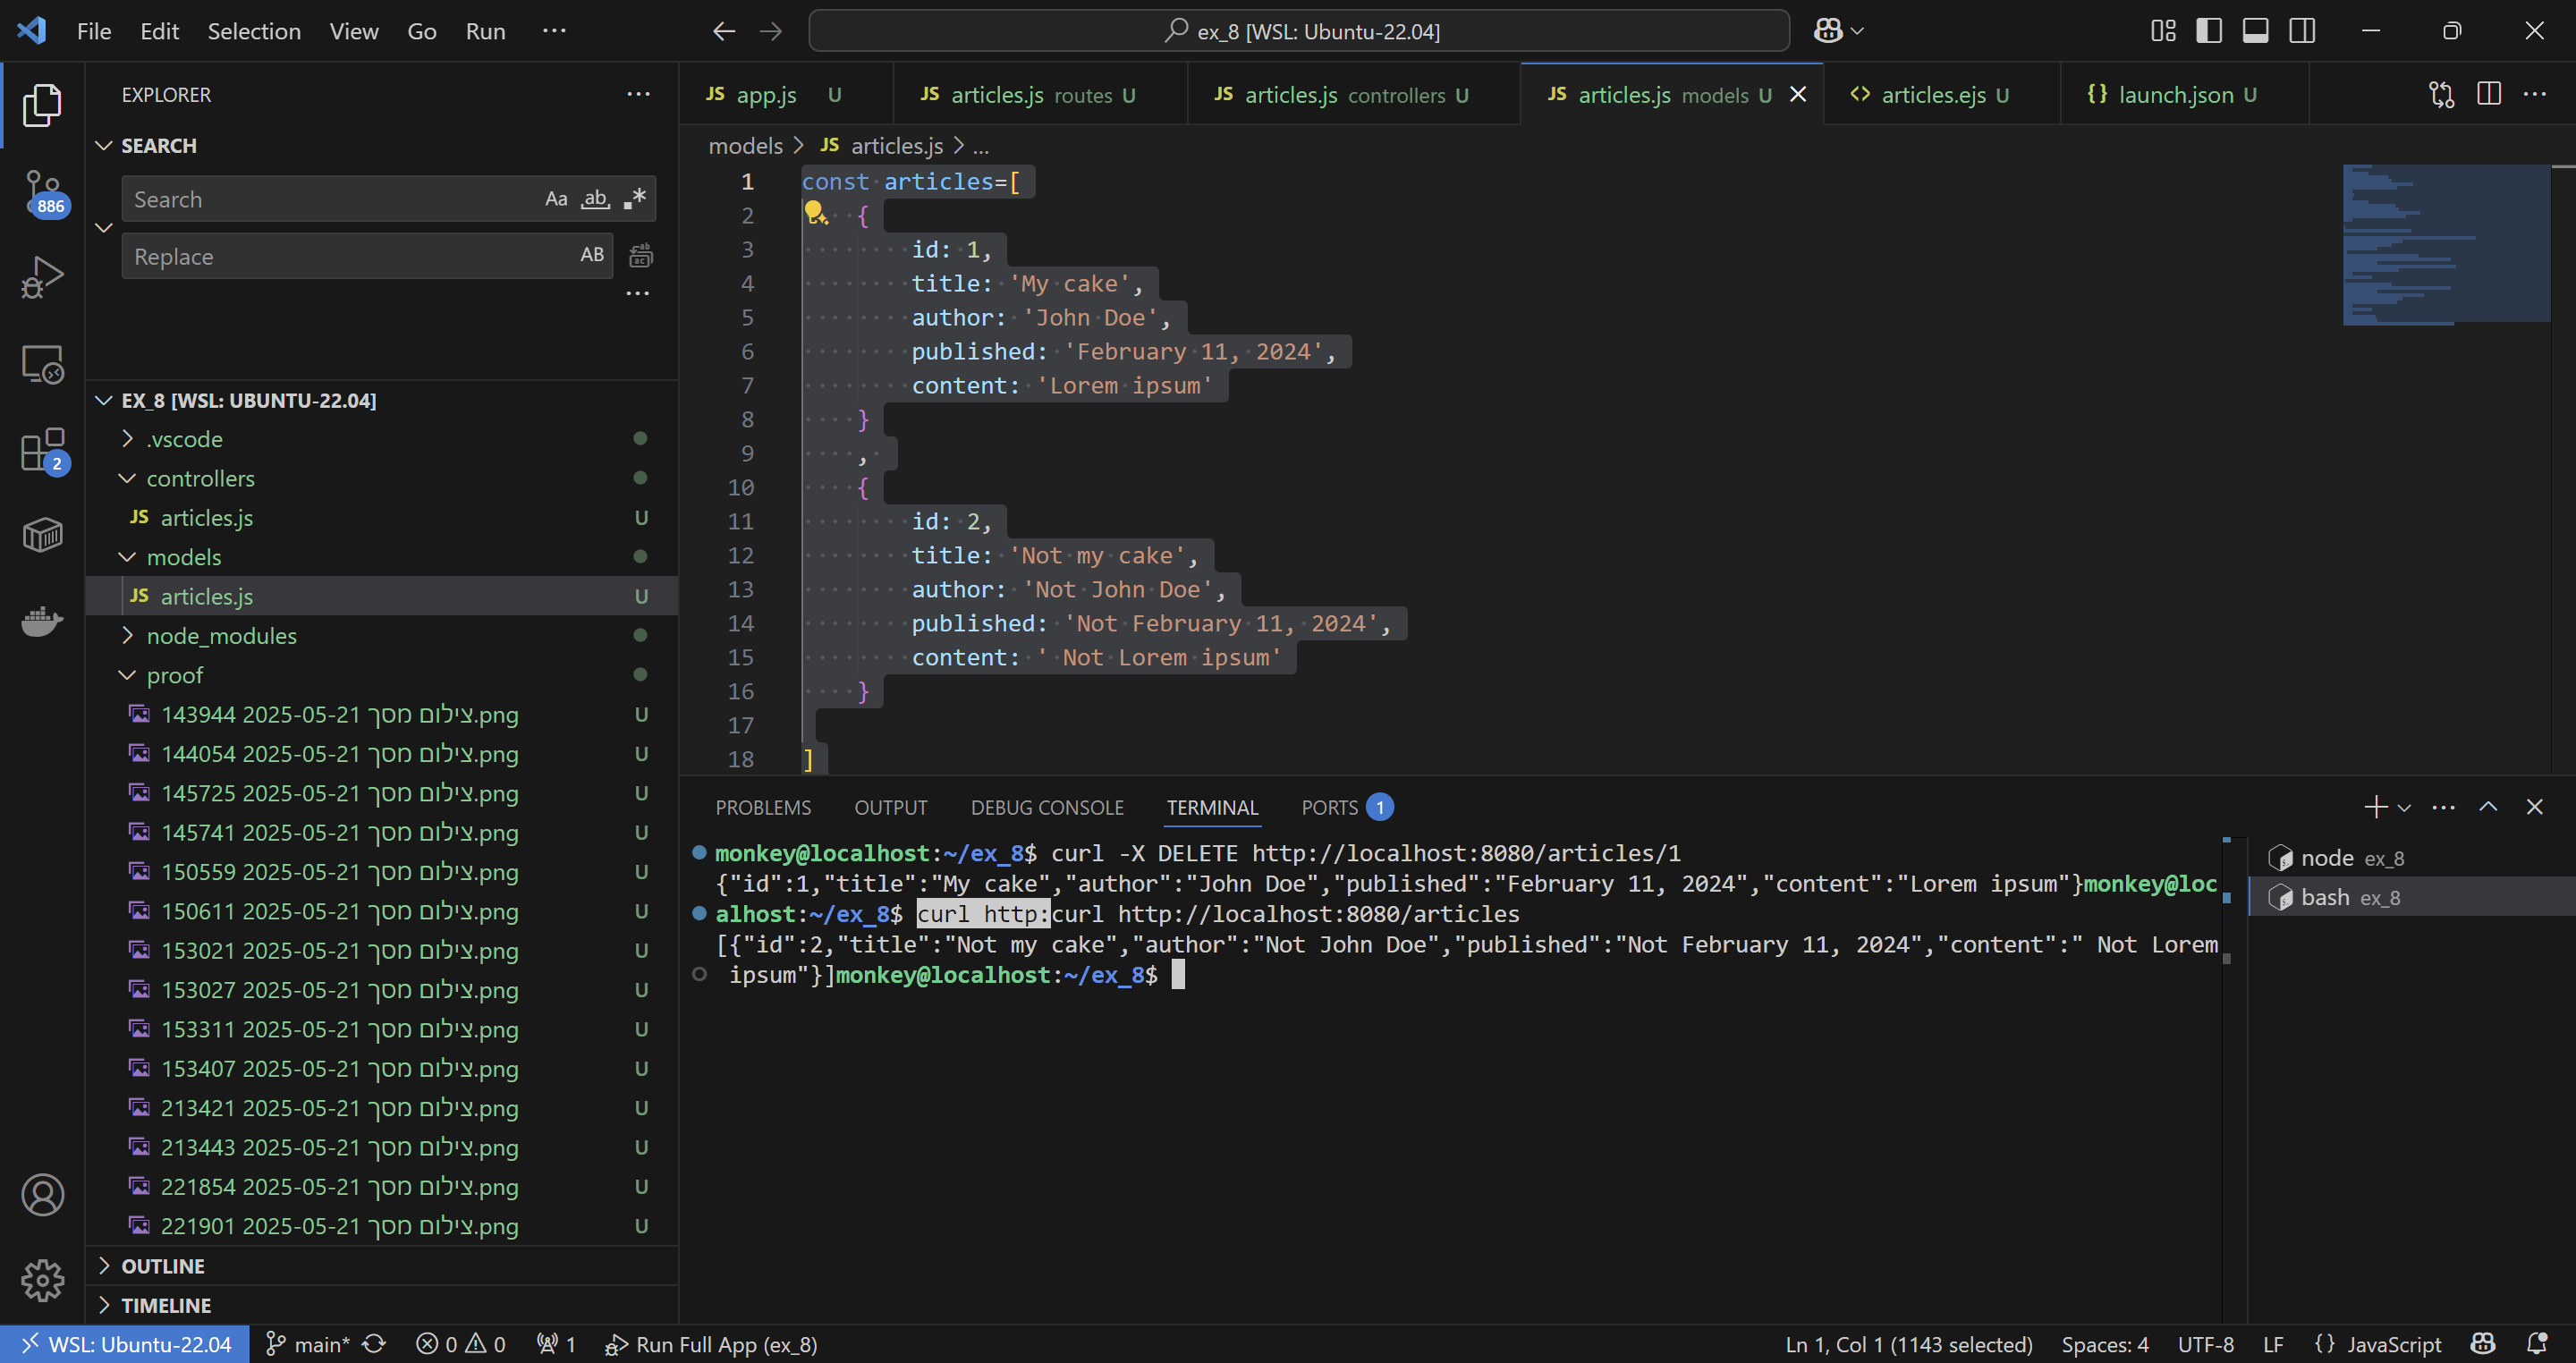 File Edit Selection View Go Run ···
ex_8 [WSL: Ubuntu-22.04]
EXPLORER
SEARCH
Search
Aa ab .*
Replace
AB
886
2
EX_8 [WSL: UBUNTU-22.04]
.vscode
controllers
JS articles.js U
models
JS articles.js U
node_modules
proof
צילום מסך 2025-05-21 143944.png U
צילום מסך 2025-05-21 144054.png U
צילום מסך 2025-05-21 145725.png U
צילום מסך 2025-05-21 145741.png U
צילום מסך 2025-05-21 150559.png U
צילום מסך 2025-05-21 150611.png U
צילום מסך 2025-05-21 153021.png U
צילום מסך 2025-05-21 153027.png U
צילום מסך 2025-05-21 153311.png U
צילום מסך 2025-05-21 153407.png U
צילום מסך 2025-05-21 213421.png U
צילום מסך 2025-05-21 213443.png U
צילום מסך 2025-05-21 221854.png U
צילום מסך 2025-05-21 221901.png U
OUTLINE
TIMELINE
JS app.js U JS articles.js routes U JS articles.js controllers U JS articles.js models U <> articles.ejs U {} launch.json U
models > JS articles.js > ...
1 const articles=[
2 {
3 id: 1,
4 title: 'My cake',
5 author: 'John Doe',
6 published: 'February 11, 2024',
7 content: 'Lorem ipsum'
8 }
9 ,
10 {
11 id: 2,
12 title: 'Not my cake',
13 author: 'Not John Doe',
14 published: 'Not February 11, 2024',
15 content: ' Not Lorem ipsum'
16 }
17
18 ]
PROBLEMS OUTPUT DEBUG CONSOLE TERMINAL PORTS 1
monkey@localhost:~/ex_8$ curl -X DELETE http://localhost:8080/articles/1
{"id":1,"title":"My cake","author":"John Doe","published":"February 11, 2024","content":"Lorem ipsum"}monkey@loc
alhost:~/ex_8$ curl http:curl http://localhost:8080/articles
[{"id":2,"title":"Not my cake","author":"Not John Doe","published":"Not February 11, 2024","content":" Not Lorem
ipsum"}]monkey@localhost:~/ex_8$
node ex_8
bash ex_8
WSL: Ubuntu-22.04 main* 0 0 1 Run Full App (ex_8) Ln 1, Col 1 (1143 selected) Spaces: 4 UTF-8 LF {} JavaScript